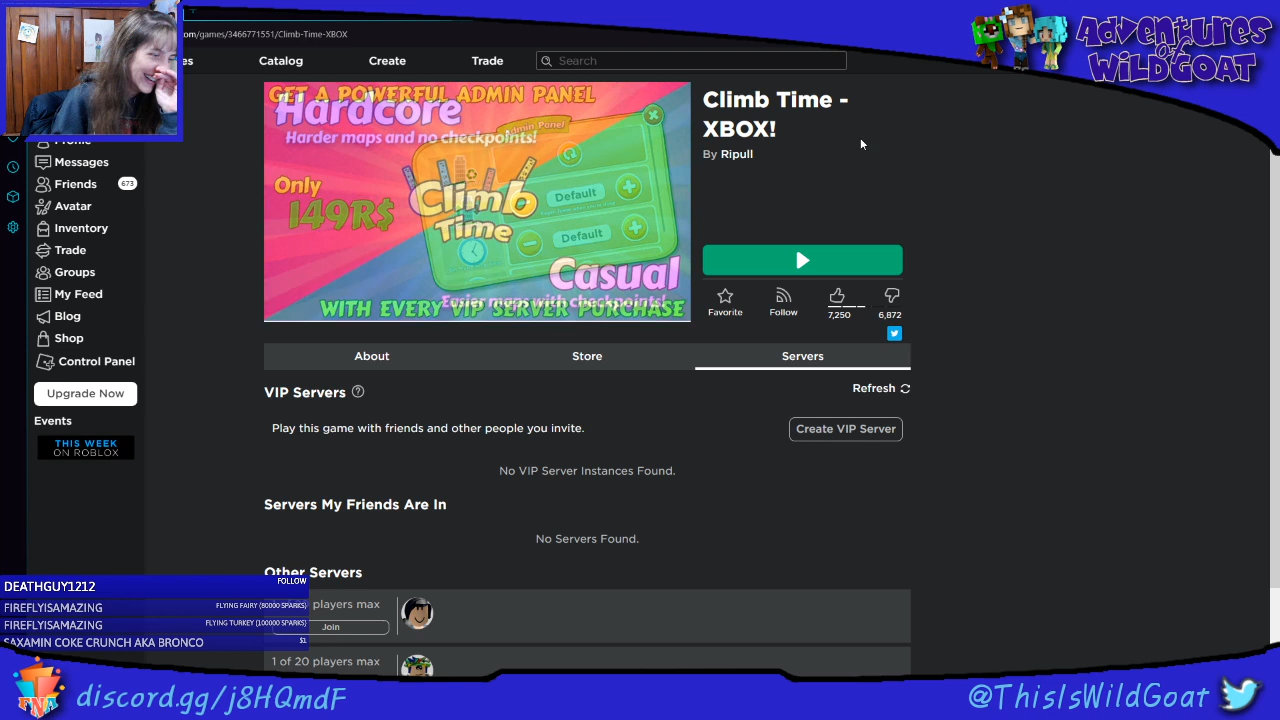 om/games/3466771551/Climb-Time-XBOX
Adventures
of
WildGoat
es
Catalog
Create
Trade
Search
Profile
Messages
Friends
673
Avatar
Inventory
Trade
Groups
My Feed
Blog
Shop
Control Panel
Upgrade Now
Events
THIS WEEK
ON ROBLOX
GET A POWERFUL ADMIN PANEL
Hardcore
Harder maps and no checkpoints!
Admin Panel
Only
149R$
Climb
Time
Default
Default
Casual
Easier maps with checkpoints!
WITH EVERY VIP SERVER PURCHASE
Climb Time -
XBOX!
By Ripull
Favorite
Follow
7,250
6,872
About
Store
Servers
VIP Servers
Refresh
Play this game with friends and other people you invite.
Create VIP Server
No VIP Server Instances Found.
Servers My Friends Are In
No Servers Found.
Other Servers
players max
Join
1 of 20 players max
DEATHGUY1212
FOLLOW
FIREFLYISAMAZING
FLYING FAIRY (80000 SPARKS)
FIREFLYISAMAZING
FLYING TURKEY (100000 SPARKS)
SAXAMIN COKE CRUNCH AKA BRONCO
$1
FNA
discord.gg/j8HQmdF
@ThisIsWildGoat